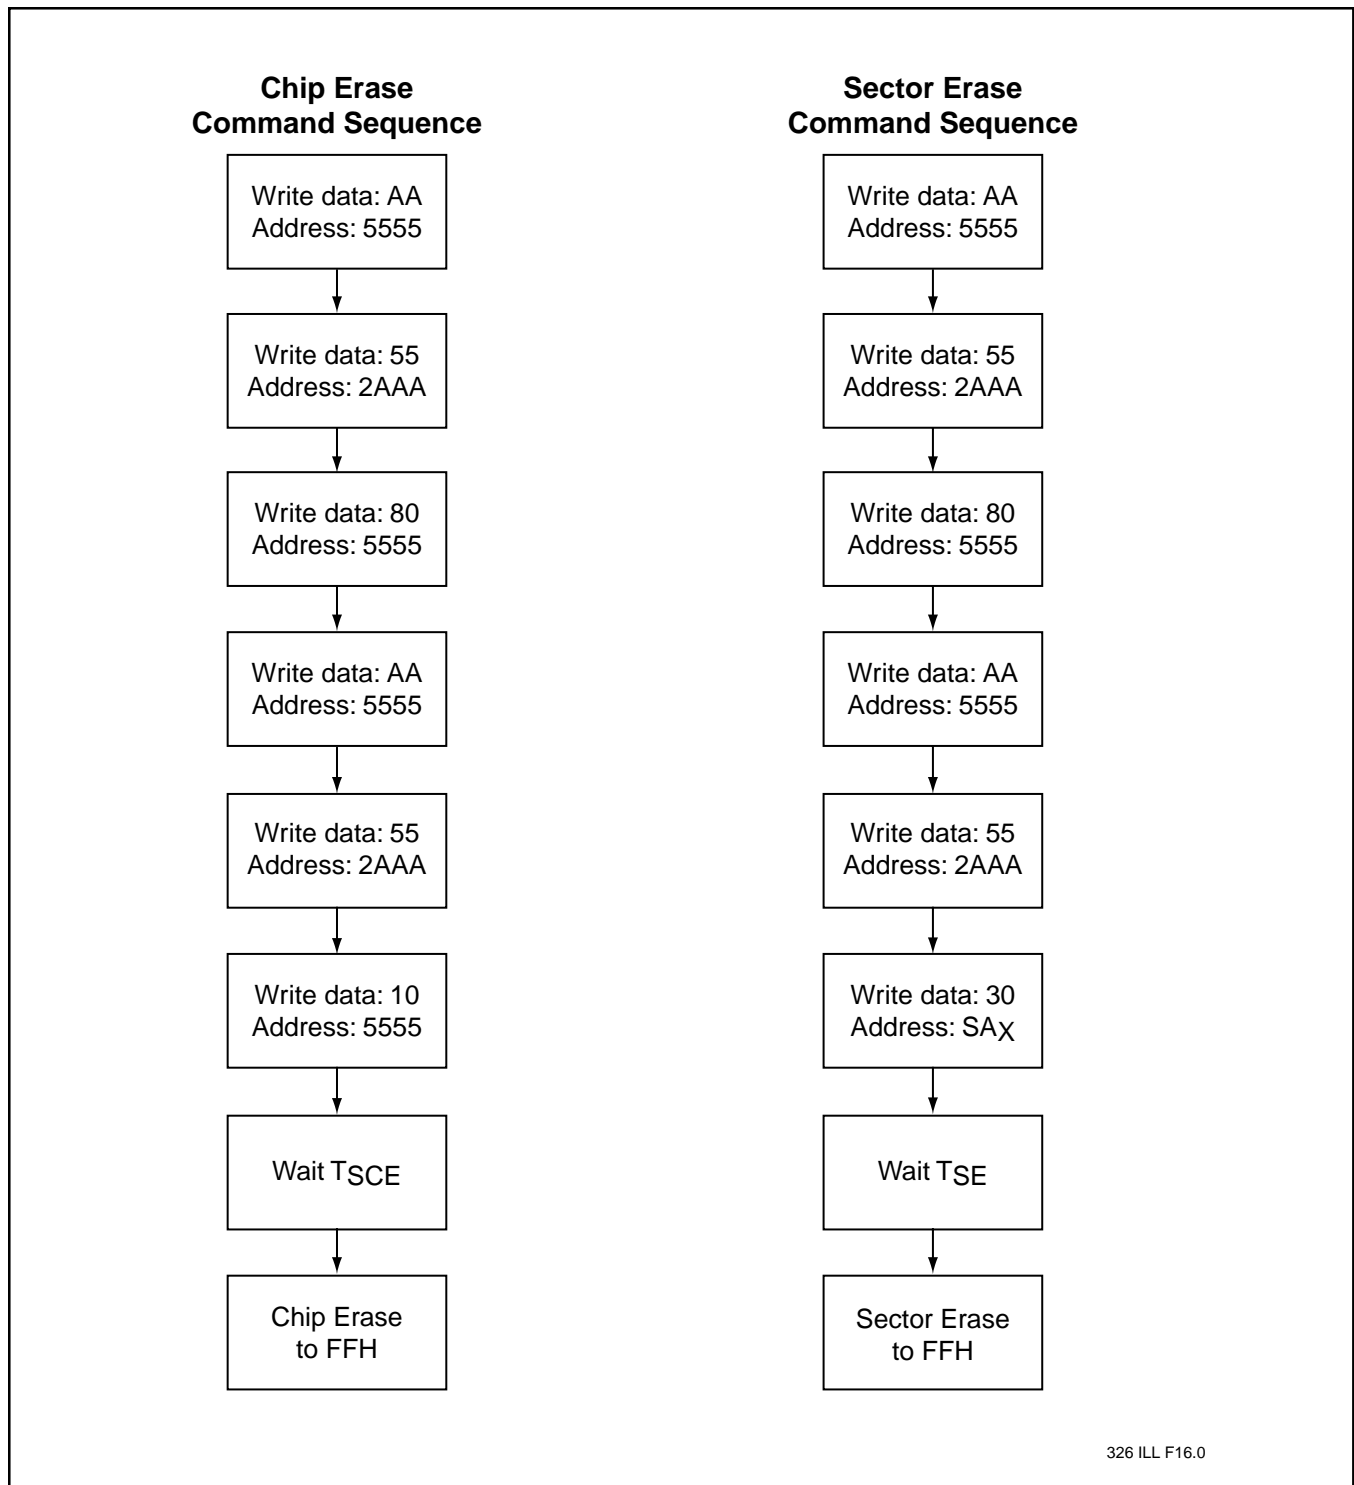 Chip Erase
Command Sequence
Write data: AA
Address: 5555
Write data: 55
Address: 2AAA
Write data: 80
Address: 5555
Write data: AA
Address: 5555
Write data: 55
Address: 2AAA
Write data: 10
Address: 5555
Wait TSCE
Chip Erase
to FFH
Sector Erase
Command Sequence
Write data: AA
Address: 5555
Write data: 55
Address: 2AAA
Write data: 80
Address: 5555
Write data: AA
Address: 5555
Write data: 55
Address: 2AAA
Write data: 30
Address: SAX
Wait TSE
Sector Erase
to FFH
326 ILL F16.0